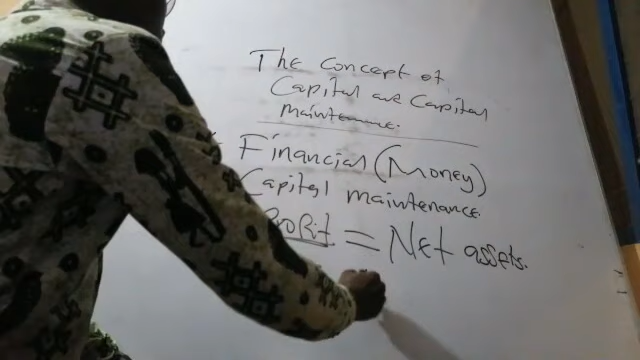 The Concept of
Capital and Capital
Maintenance.
Financial (Money)
Capital maintenance.
PROFit = NET assets.